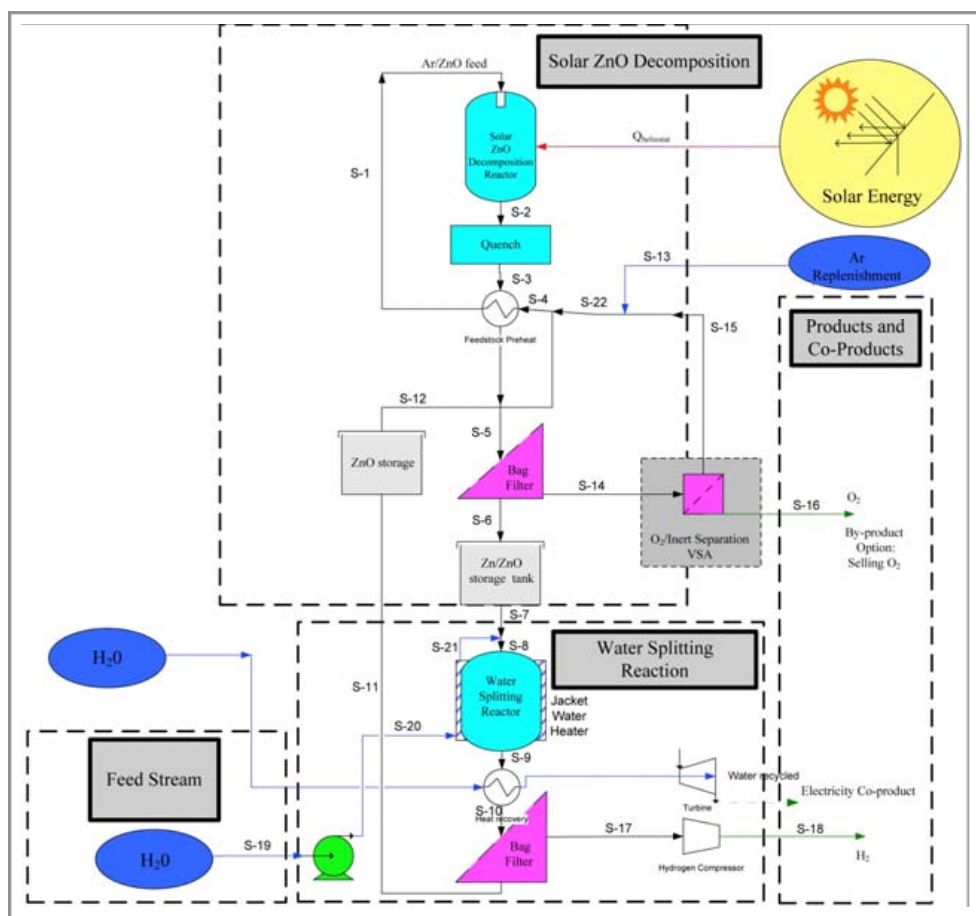 Solar ZnO Decomposition
Ar/ZnO feed
Solar
ZnO
Decomposition
Reactor
Qheliostat
Solar Energy
S-1
S-2
Quench
S-3
S-4
S-22
S-13
Ar
Replenishment
S-15
Feedstock Preheat
Products and
Co-Products
S-12
S-5
ZnO storage
Bag
Filter
S-14
S-16
O₂
By-product
Option:
Selling O₂
O₂/Inert Separation
VSA
S-6
Zn/ZnO
storage tank
S-7
S-21
S-8
Water Splitting
Reaction
H₂0
Water
Splitting
Reactor
S-11
S-20
Jacket
Water
Heater
S-9
Feed Stream
Water recycled
Turbine
Electricity Co-product
S-10
Heat recovery
H₂0
S-19
Bag
Filter
S-17
S-18
H₂
Hydrogen Compressor